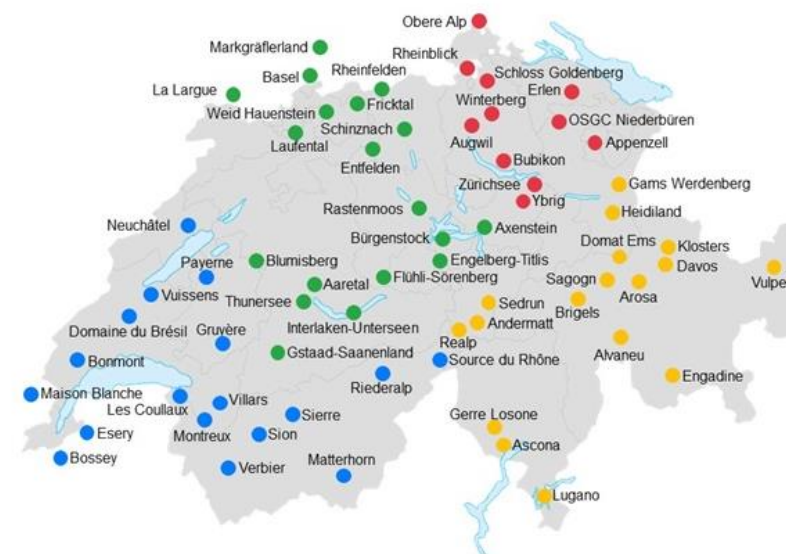 Obere Alp
Markgräflerland
Rheinblick
Rheinfelden
Basel
Schloss Goldenberg
Erlen
La Largue
Fricktal
Winterberg
Weid Hauenstein
OSGC Niederbüren
Schinznach
Augwil
Laufental
Appenzell
Entfelden
Bubikon
Zürichsee
Gams Werdenberg
Ybrig
Rastenmoos
Heidiland
Neuchâtel
Axenstein
Bürgenstock
Domat Ems
Klosters
Payerne
Blumisberg
Engelberg-Titlis
Davos
Flühli-Sörenberg
Sagogn
Vulpe
Aaretal
Arosa
Vuissens
Thunersee
Sedrun
Brigels
Domaine du Brésil
Gruyère
Interlaken-Unterseen
Andermatt
Realp
Alvaneu
Bonmont
Gstaad-Saanenland
Source du Rhône
Riederalp
Engadine
Maison Blanche
Les Coullaux
Villars
Sierre
Gerre Losone
Montreux
Esery
Sion
Ascona
Bossey
Verbier
Matterhorn
Lugano